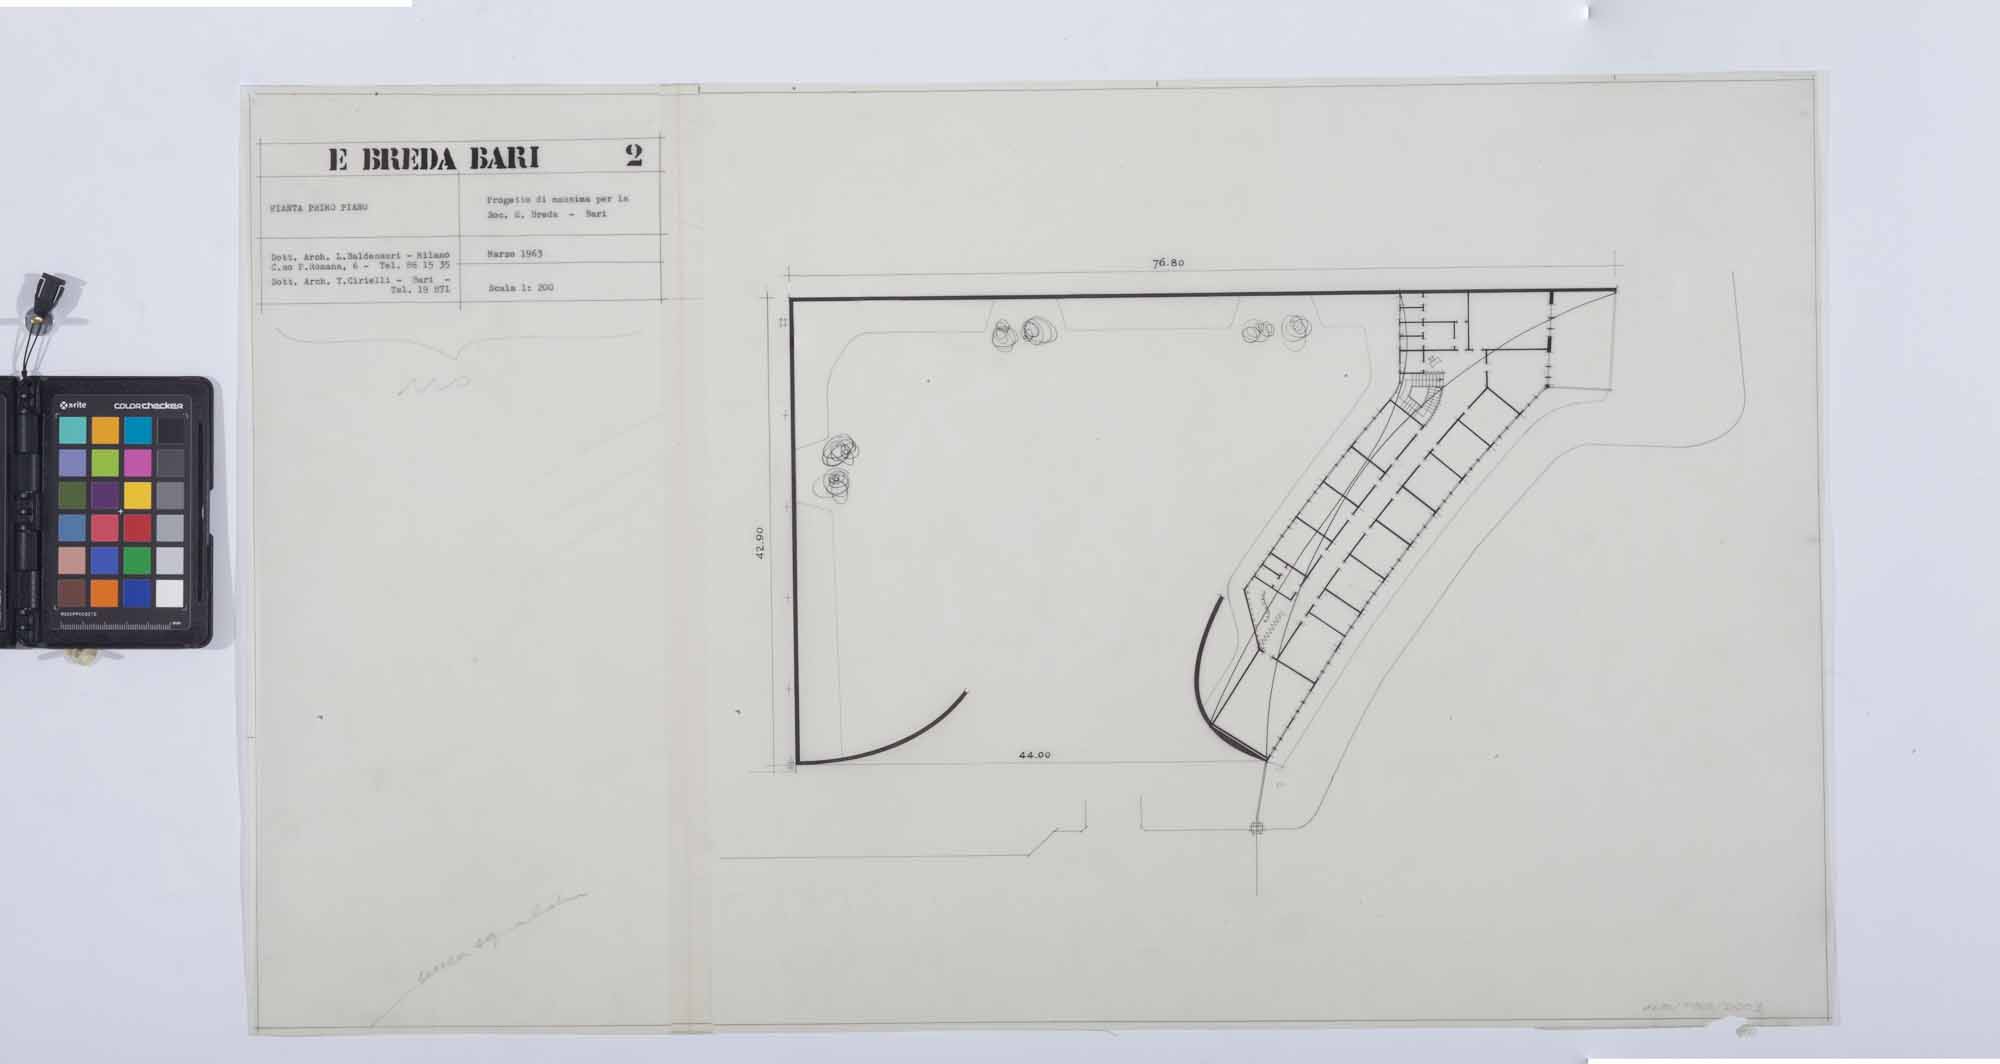 E BREDA BARI 2
PIANTA PRIMO PIANO
Progetto di massima per la
Soc. E. Breda - Bari
Dott. Arch. L.Baldessari - Milano
C.so P.Romana, 6 - Tel. 86 15 35
Dott. Arch. T.Cirielli - Bari -
Tel. 19 871
Marzo 1963
Scala 1: 200
76.80
42.90
44.00
x-rite colorchecker